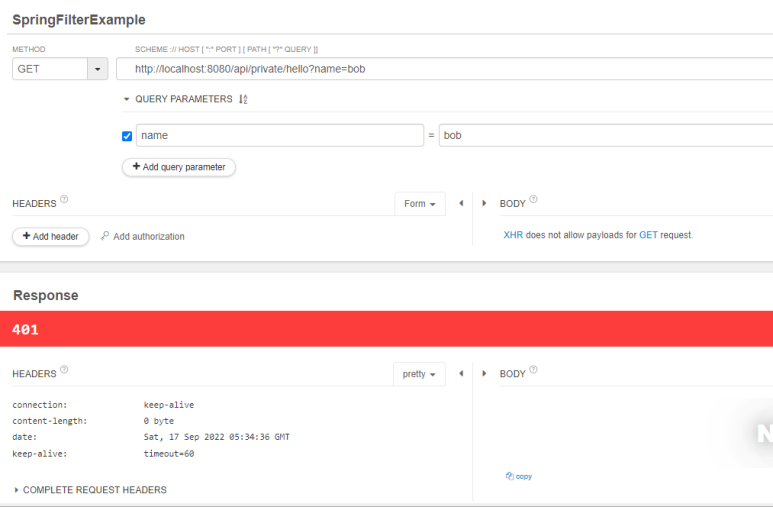 SpringFilterExample
METHOD SCHEME :// HOST [ ":" PORT ] [ PATH [ "?" QUERY ]]
GET http://localhost:8080/api/private/hello?name=bob
QUERY PARAMETERS
name = bob
+ Add query parameter
HEADERS ? Form BODY ?
+ Add header Add authorization XHR does not allow payloads for GET request.
Response
401
HEADERS ? pretty BODY ?
connection: keep-alive
content-length: 0 byte
date: Sat, 17 Sep 2022 05:34:36 GMT
keep-alive: timeout=60
N
copy
COMPLETE REQUEST HEADERS